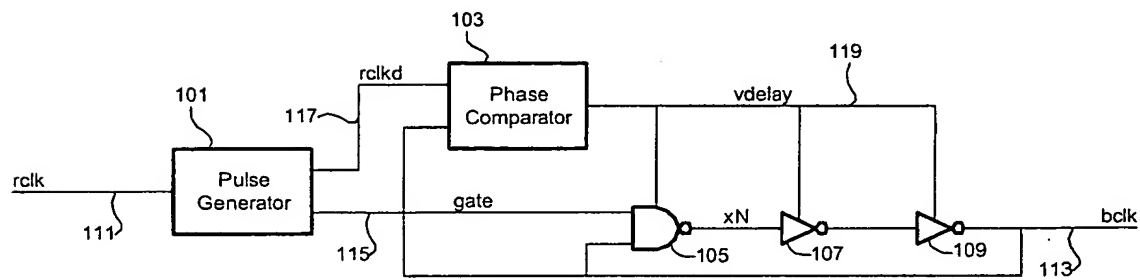 103
rclkd
119
101
Phase
Comparator
vdelay
117
rclk
Pulse
Generator
gate
xN
bclk
111
115
105
107
109
113